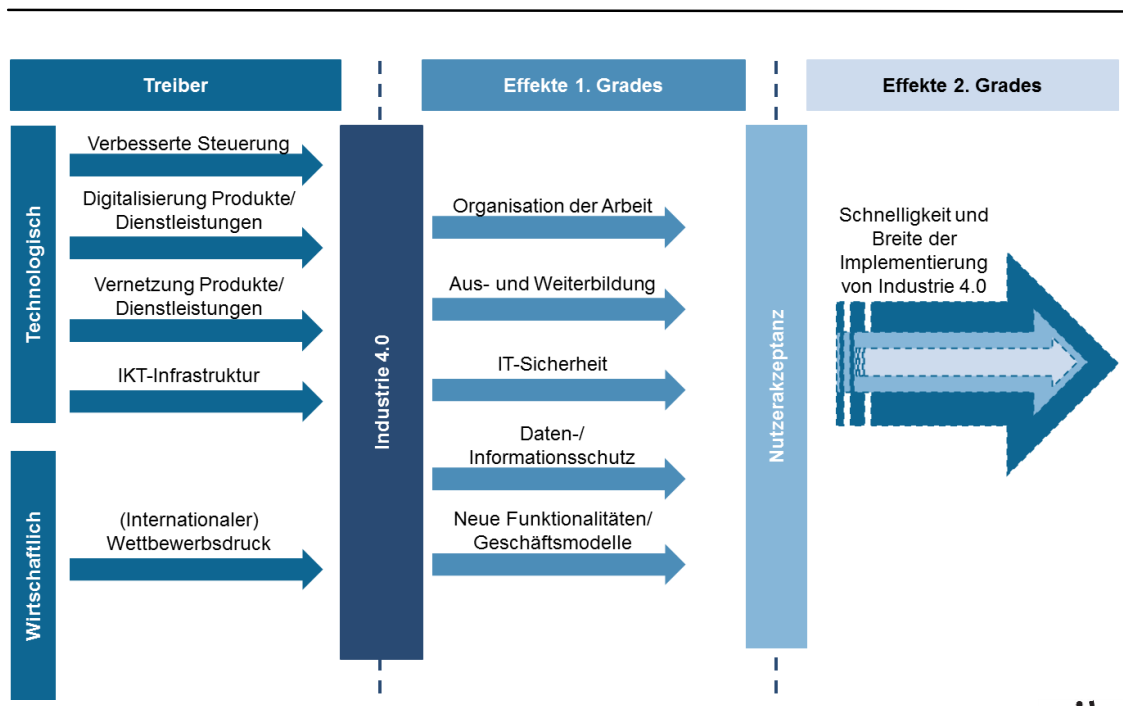 Treiber
Effekte 1. Grades
Effekte 2. Grades
Technologisch
Verbesserte Steuerung
Digitalisierung Produkte/
Dienstleistungen
Vernetzung Produkte/
Dienstleistungen
IKT-Infrastruktur
Wirtschaftlich
(Internationaler)
Wettbewerbsdruck
Industrie 4.0
Organisation der Arbeit
Aus- und Weiterbildung
IT-Sicherheit
Daten-/
Informationsschutz
Neue Funktionalitäten/
Geschäftsmodelle
Nutzerakzeptanz
Schnelligkeit und
Breite der
Implementierung
von Industrie 4.0